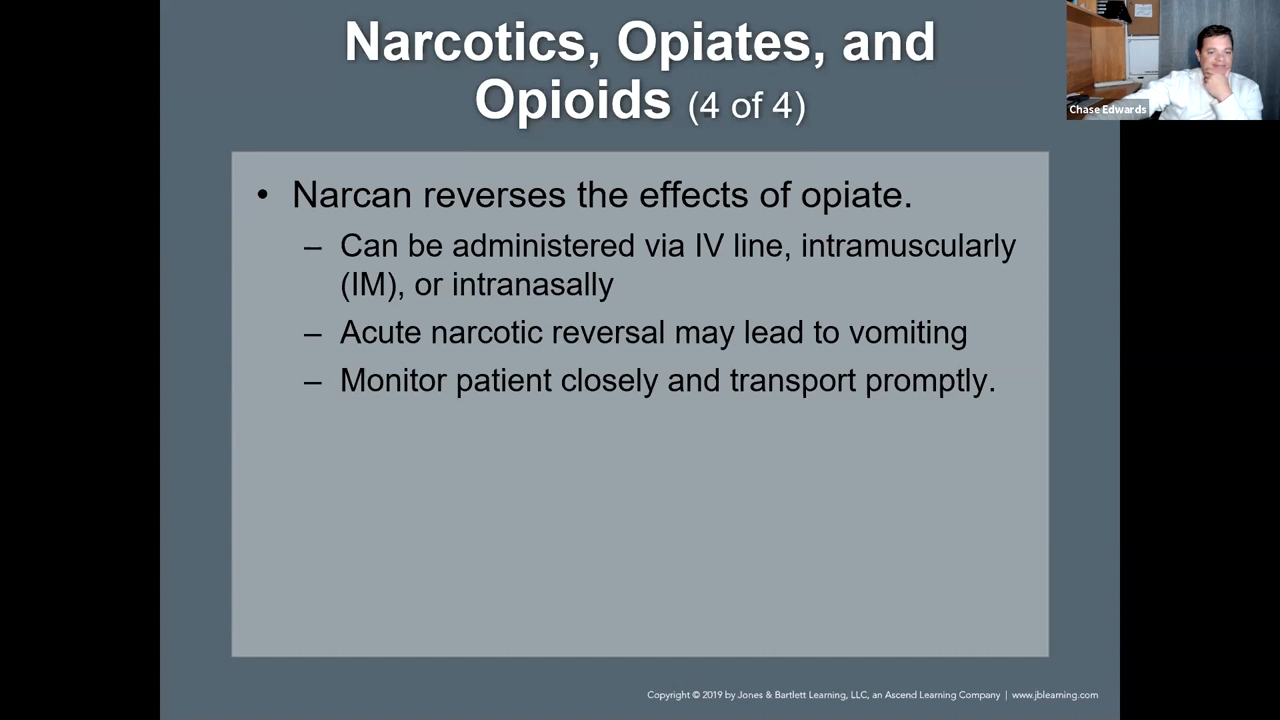 Narcotics, Opiates, and
Opioids (4 of 4)
Chase Edwards
• Narcan reverses the effects of opiate.
– Can be administered via IV line, intramuscularly
(IM), or intranasally
– Acute narcotic reversal may lead to vomiting
– Monitor patient closely and transport promptly.
Copyright © 2019 by Jones & Bartlett Learning, LLC, an Ascend Learning Company | www.jblearning.com